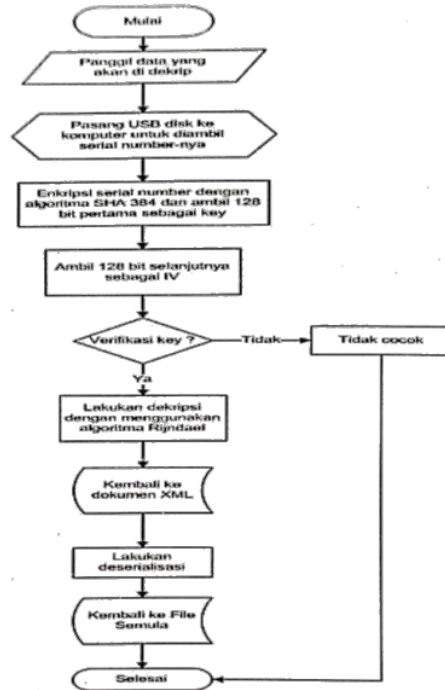 Mulai
Panggil data yang
akan di dekrip
Pasang USB disk ke
komputer untuk diambil
serial number-nya
Enkripsi serial number dengan
algoritma SHA 384 dan ambil 128
bit pertama sebagai key
Ambil 128 bit selanjutnya
sebagai IV
Verifikasi key ?
Tidak
Tidak cocok
Ya
Lakukan dekripsi
dengan menggunakan
algoritma Rijndael
Kembali ke
dokumen XML
Lakukan
deserialisasi
Kembali ke File
Semula
Selesai